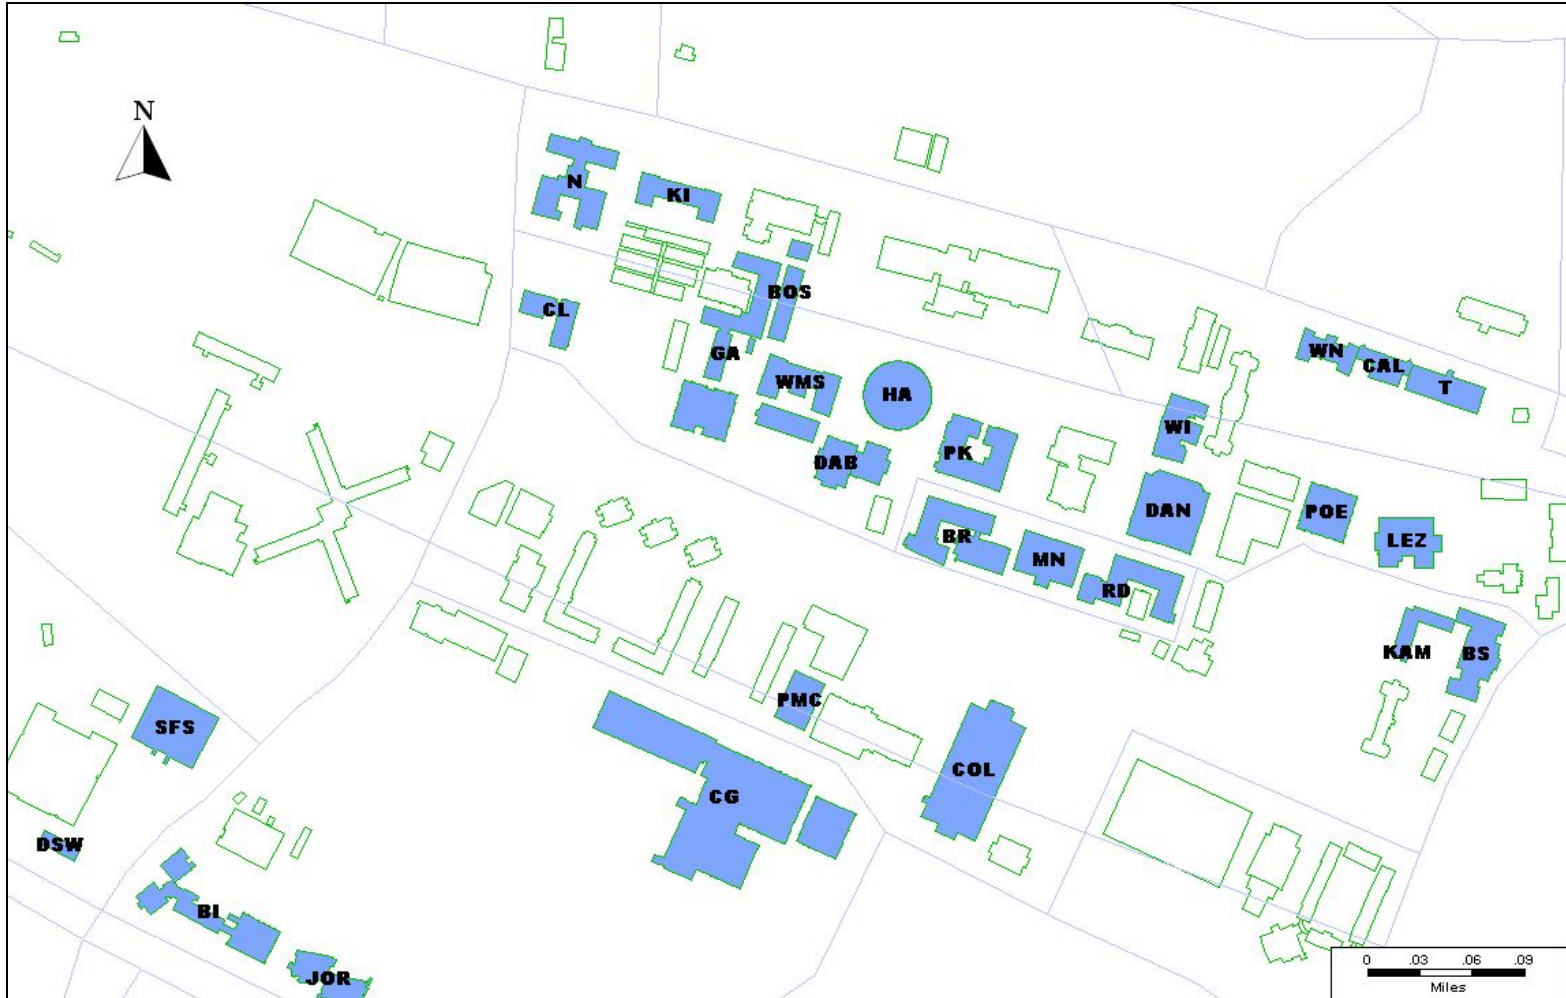 N
N
KI
BOS
CL
GA
WMS
HA
WN
CAL
T
WI
DAB
PK
DAN
POE
BR
MN
LEZ
RD
KAM
BS
PMC
SFS
COL
CG
DSW
BI
JOR
0 .03 .06 .09
Miles